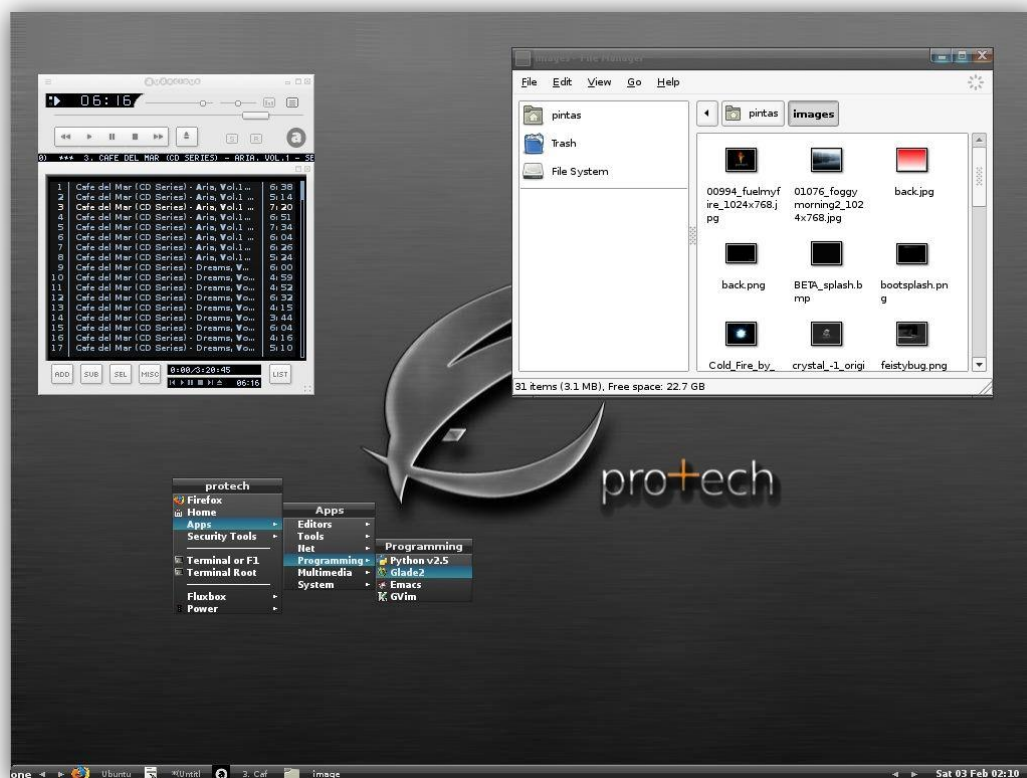 06:16
3. CAFE DEL MAR (CD SERIES) - ARIA, VOL.1 - SE
1 Cafe del Mar (CD Series) - Aria, Vol.1 ... 6:38
2 Cafe del Mar (CD Series) - Aria, Vol.1 ... 5:14
3 Cafe del Mar (CD Series) - Aria, Vol.1 ... 7:20
4 Cafe del Mar (CD Series) - Aria, Vol.1 ... 6:51
5 Cafe del Mar (CD Series) - Aria, Vol.1 ... 7:34
6 Cafe del Mar (CD Series) - Aria, Vol.1 ... 6:04
7 Cafe del Mar (CD Series) - Aria, Vol.1 ... 6:26
8 Cafe del Mar (CD Series) - Aria, Vol.1 ... 5:24
9 Cafe del Mar (CD Series) - Dreams, V... 6:00
10 Cafe del Mar (CD Series) - Dreams, Vo... 4:59
11 Cafe del Mar (CD Series) - Dreams, Vo... 4:52
12 Cafe del Mar (CD Series) - Dreams, Vo... 6:32
13 Cafe del Mar (CD Series) - Dreams, Vo... 4:15
14 Cafe del Mar (CD Series) - Dreams, Vo... 3:44
15 Cafe del Mar (CD Series) - Dreams, Vo... 6:04
16 Cafe del Mar (CD Series) - Dreams, Vo... 4:16
17 Cafe del Mar (CD Series) - Dreams, Vo... 5:10
ADD SUB SEL MISC 0:00/3:20:45 LIST
06:16
images - File Manager
File Edit View Go Help
pintas
Trash
File System
pintas images
00994_fuelmyf
ire_1024x768.j
pg
01076_foggy
morning2_102
4x768.jpg
back.jpg
back.png
BETA_splash.b
mp
bootsplash.pn
g
Cold_Fire_by_
crystal_-1_origi
feistybug.png
31 items (3.1 MB), Free space: 22.7 GB
pro+ech
protech
Firefox
Home
Apps
Security Tools
Terminal or F1
Terminal Root
Fluxbox
Power
Apps
Editors
Tools
Net
Programming
Multimedia
System
Programming
Python v2.5
Glade2
Emacs
GVim
one Ubuntu *(Untitl 3. Caf image Sat 03 Feb 02:10